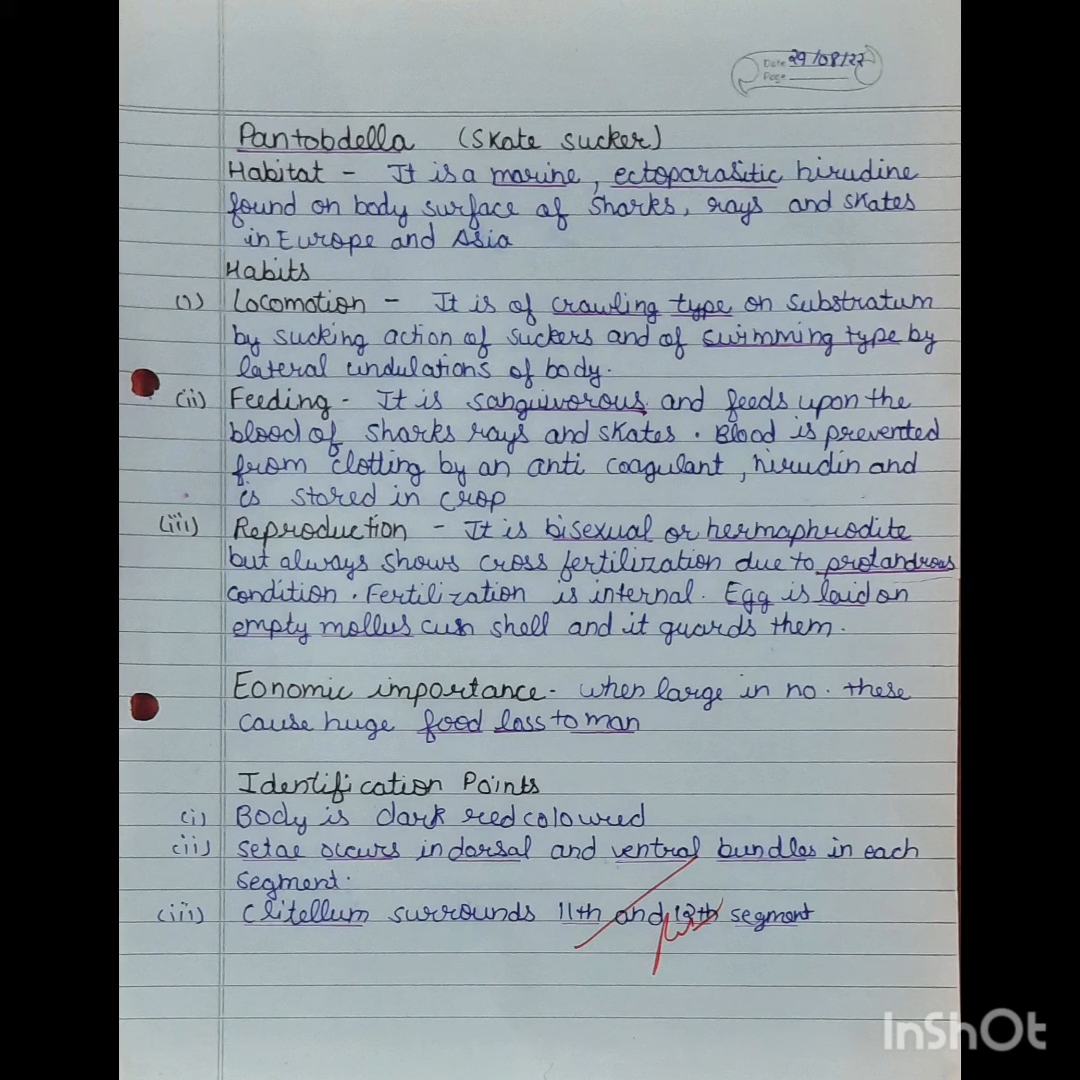 Date 29/08/22
Page
Pantobdella (Skate sucker)
Habitat - It is a marine, ectoparasitic hirudine
found on body surface of sharks, rays and skates
in Europe and Asia
Habits
(i) Locomotion - It is of crawling type on substratum
by sucking action of suckers and of swimming type by
lateral undulations of body.
(ii) Feeding - It is sanguivorous and feeds upon the
blood of sharks rays and skates. Blood is prevented
from clotting by an anti coagulant, hirudin and
is stored in crop
(iii) Reproduction - It is bisexual or hermaphrodite
but always shows cross fertilization due to protandrous
condition. Fertilization is internal. Egg is laid on
empty molluscun shell and it guards them.
Eonomic importance - when large in no. these
cause huge food loss to man
Identification Points
(i) Body is dark red coloured
(ii) Setae occurs in dorsal and ventral bundles in each
segment.
(iii) Clitellum surrounds 11th and 12th segment
InShOt